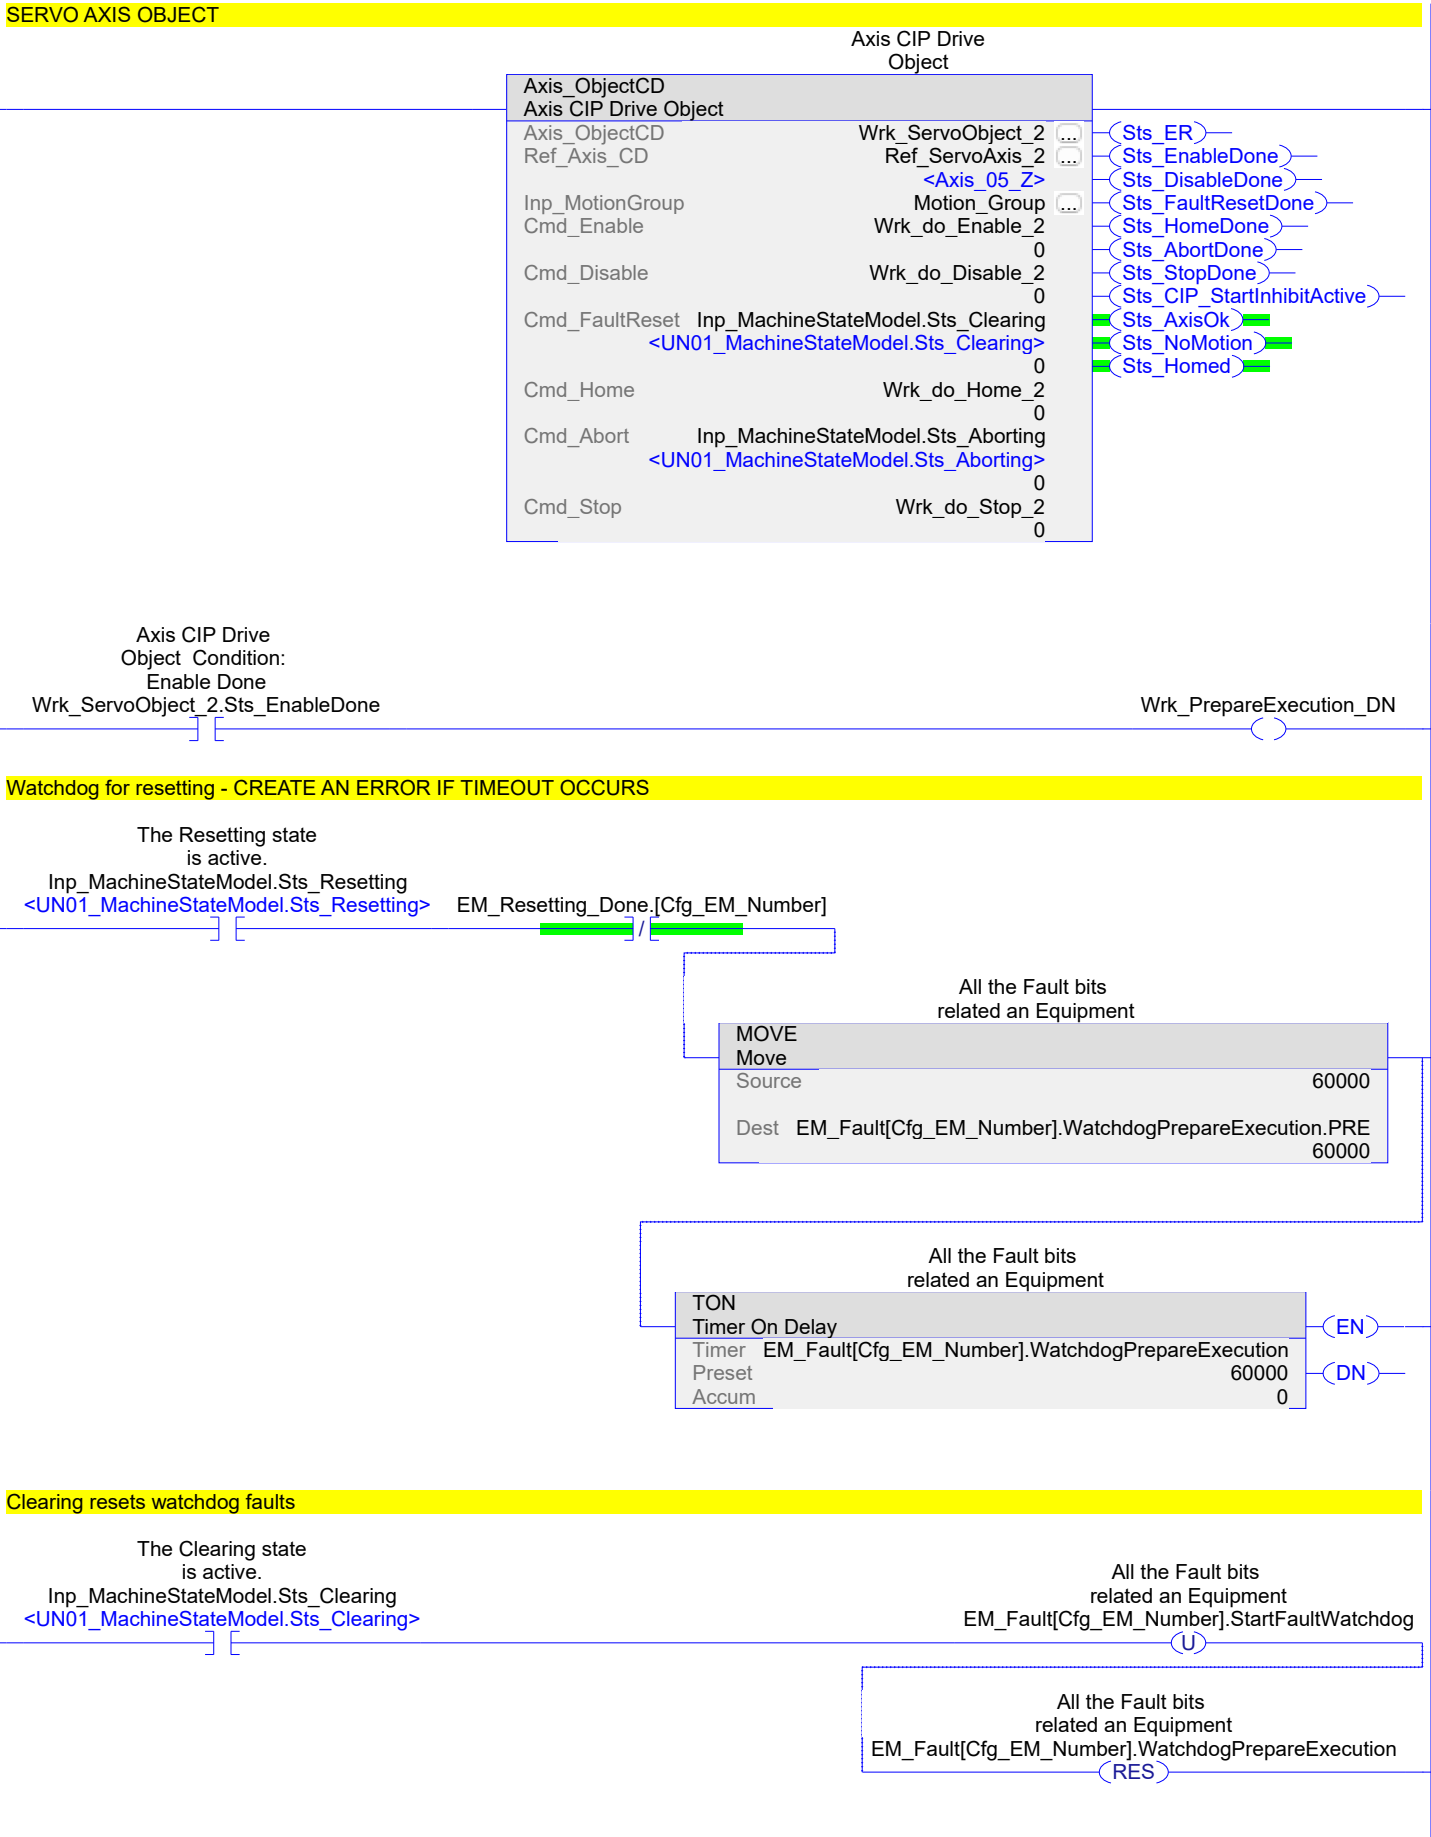 SERVO AXIS OBJECT
Axis CIP Drive
Object
Axis_ObjectCD
Axis CIP Drive Object
Axis_ObjectCD Wrk_ServoObject_2 ... Sts_ER
Ref_Axis_CD Ref_ServoAxis_2 ... Sts_EnableDone
<Axis_05_Z> Sts_DisableDone
Inp_MotionGroup Motion_Group ... Sts_FaultResetDone
Cmd_Enable Wrk_do_Enable_2 Sts_HomeDone
0 Sts_AbortDone
Cmd_Disable Wrk_do_Disable_2 Sts_StopDone
0 Sts_CIP_StartInhibitActive
Cmd_FaultReset Inp_MachineStateModel.Sts_Clearing Sts_AxisOk
<UN01_MachineStateModel.Sts_Clearing> Sts_NoMotion
0 Sts_Homed
Cmd_Home Wrk_do_Home_2
0
Cmd_Abort Inp_MachineStateModel.Sts_Aborting
<UN01_MachineStateModel.Sts_Aborting>
0
Cmd_Stop Wrk_do_Stop_2
0
Axis CIP Drive
Object Condition:
Enable Done
Wrk_ServoObject_2.Sts_EnableDone Wrk_PrepareExecution_DN
Watchdog for resetting - CREATE AN ERROR IF TIMEOUT OCCURS
The Resetting state
is active.
Inp_MachineStateModel.Sts_Resetting
<UN01_MachineStateModel.Sts_Resetting> EM_Resetting_Done.[Cfg_EM_Number]
/
All the Fault bits
related an Equipment
MOVE
Move
Source 60000
Dest EM_Fault[Cfg_EM_Number].WatchdogPrepareExecution.PRE
60000
All the Fault bits
related an Equipment
TON
Timer On Delay EN
Timer EM_Fault[Cfg_EM_Number].WatchdogPrepareExecution
Preset 60000 DN
Accum 0
Clearing resets watchdog faults
The Clearing state
is active.
Inp_MachineStateModel.Sts_Clearing
<UN01_MachineStateModel.Sts_Clearing>
All the Fault bits
related an Equipment
EM_Fault[Cfg_EM_Number].StartFaultWatchdog
U
All the Fault bits
related an Equipment
EM_Fault[Cfg_EM_Number].WatchdogPrepareExecution
RES